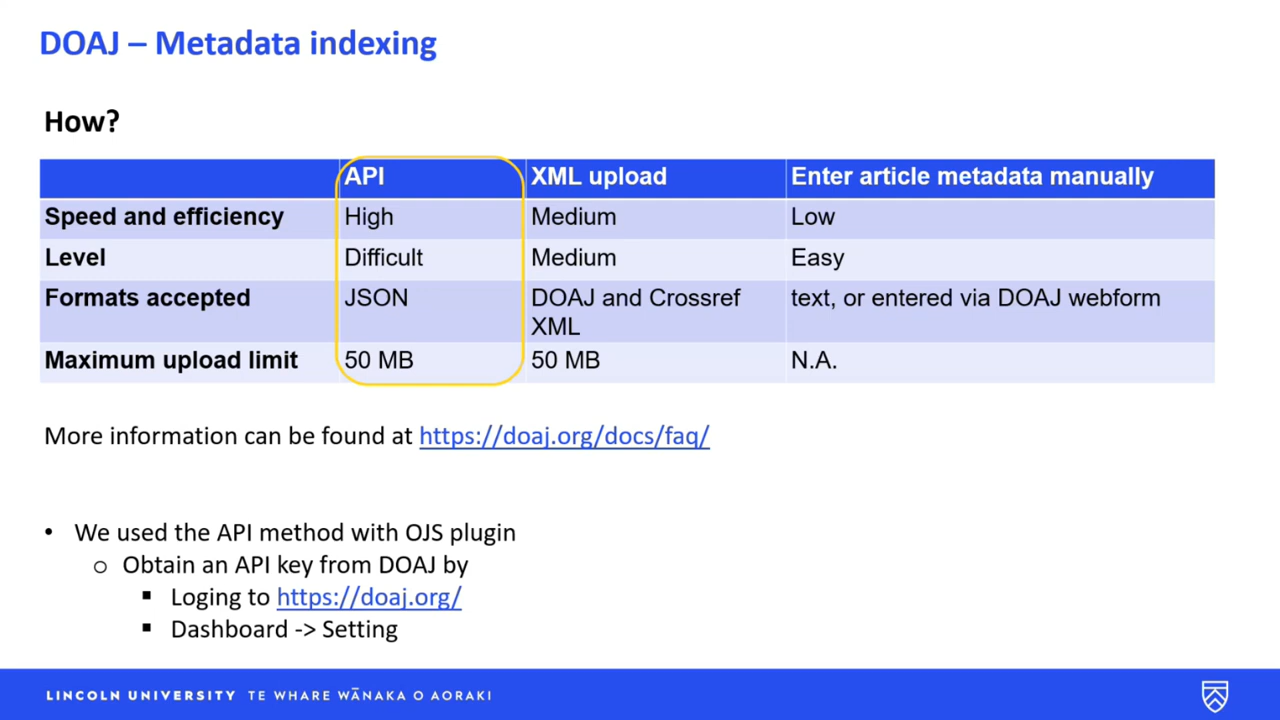 DOAJ – Metadata indexing
How?
API XML upload Enter article metadata manually
Speed and efficiency High Medium Low
Level Difficult Medium Easy
Formats accepted JSON DOAJ and Crossref text, or entered via DOAJ webform
XML
Maximum upload limit 50 MB 50 MB N.A.
More information can be found at https://doaj.org/docs/faq/
• We used the API method with OJS plugin
o Obtain an API key from DOAJ by
▪ Loging to https://doaj.org/
▪ Dashboard -> Setting
LINCOLN UNIVERSITY TE WHARE WĀNAKA O AORAKI